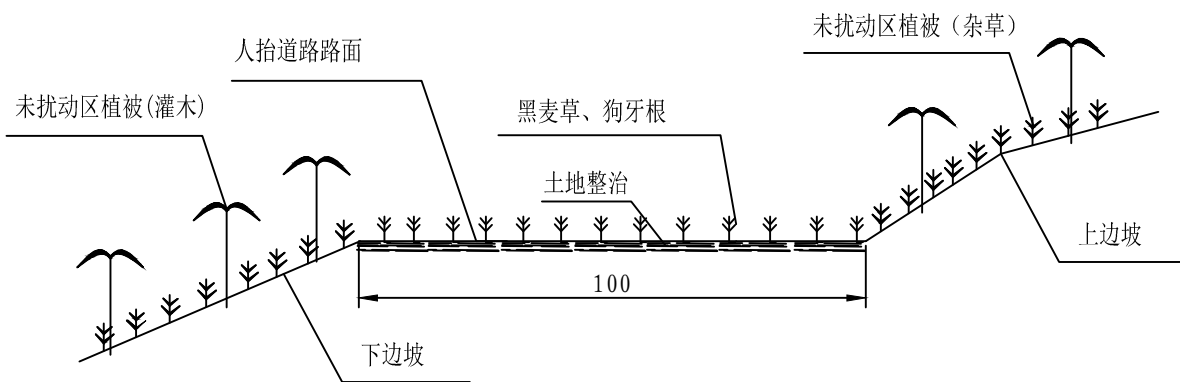 未扰动区植被（杂草）
人抬道路路面
未扰动区植被(灌木)
黑麦草、狗牙根
土地整治
上边坡
100
下边坡